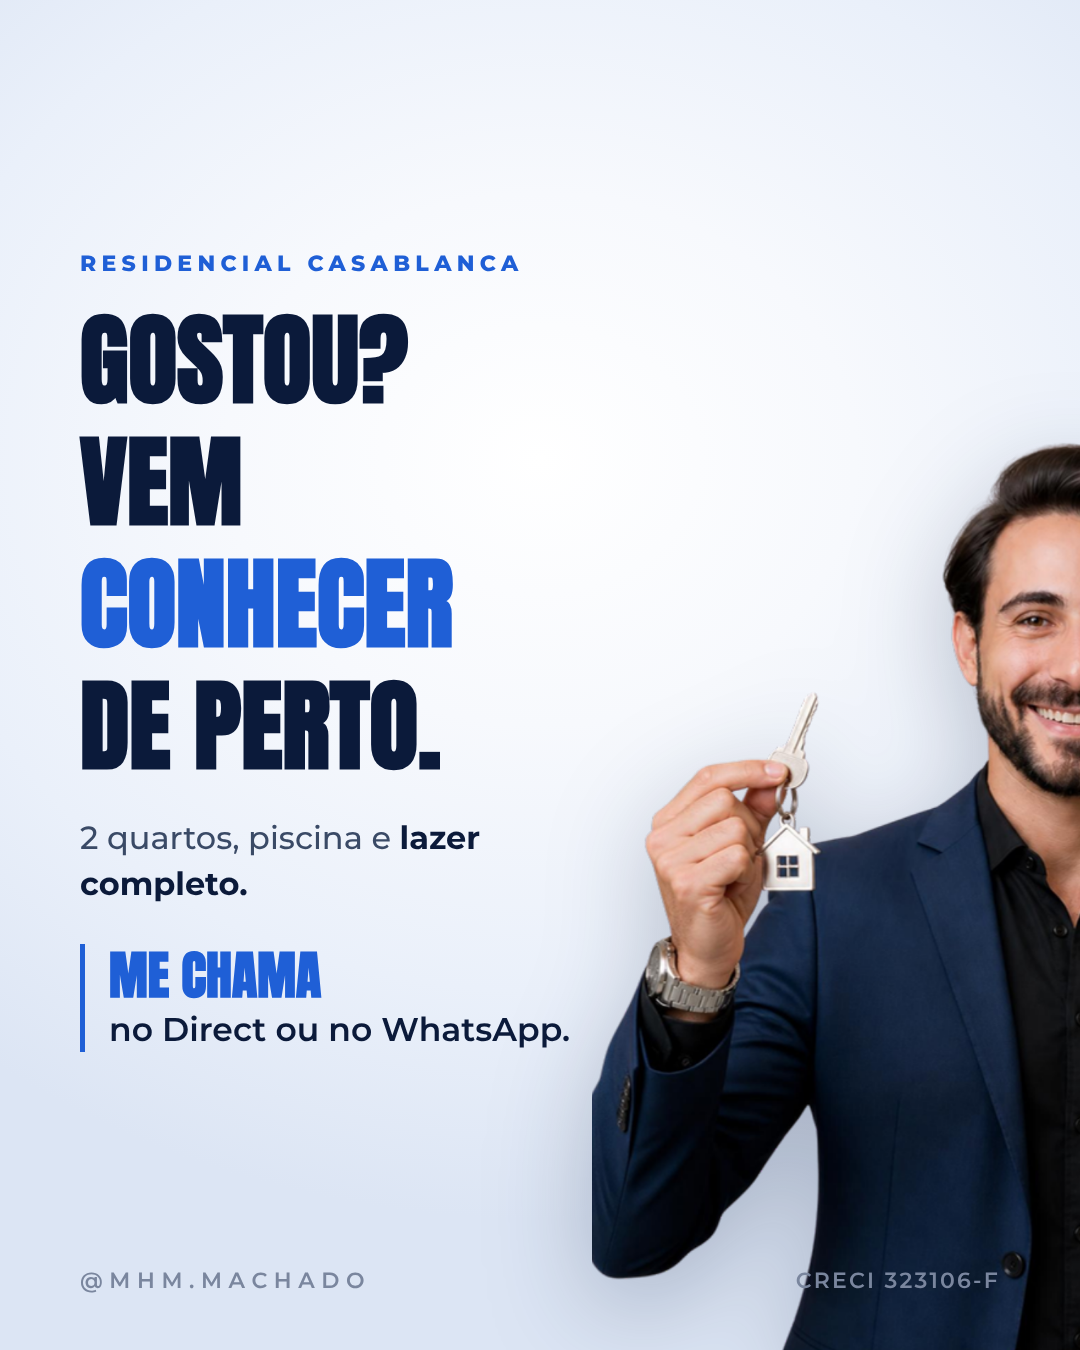 RESIDENCIAL CASABLANCA
GOSTOU?
VEM
CONHECER
DE PERTO.
2 quartos, piscina e lazer
completo.
ME CHAMA
no Direct ou no WhatsApp.
@MHM.MACHADO
CRECI 323106-F